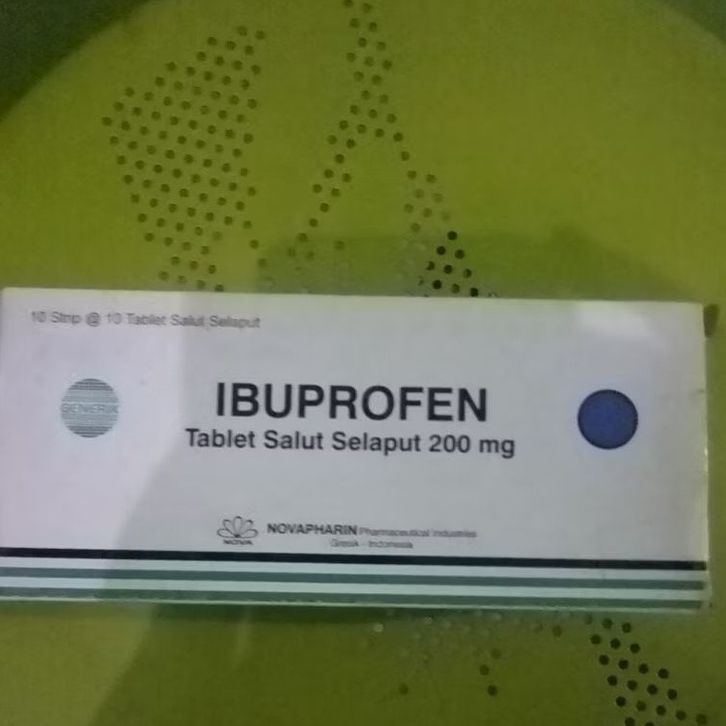 10 Strip @ 10 Tablet Salut Selaput
GENERIK
IBUPROFEN
Tablet Salut Selaput 200 mg
NOVA
NOVAPHARIN Pharmaceutical Industries
Gresik - Indonesia